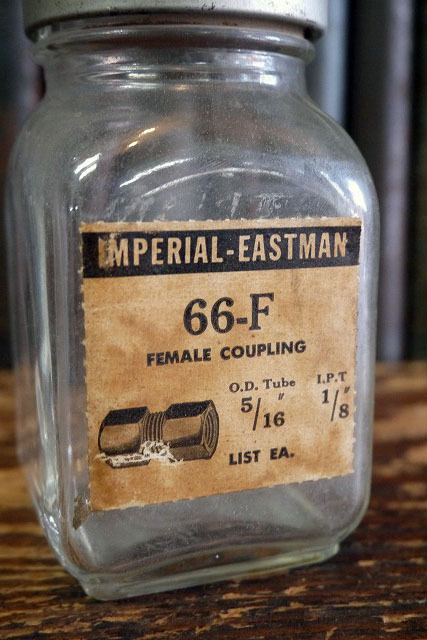 IMPERIAL-EASTMAN
66-F
FEMALE COUPLING
O.D. Tube I.P.T
5/16" 1/8"
LIST EA.